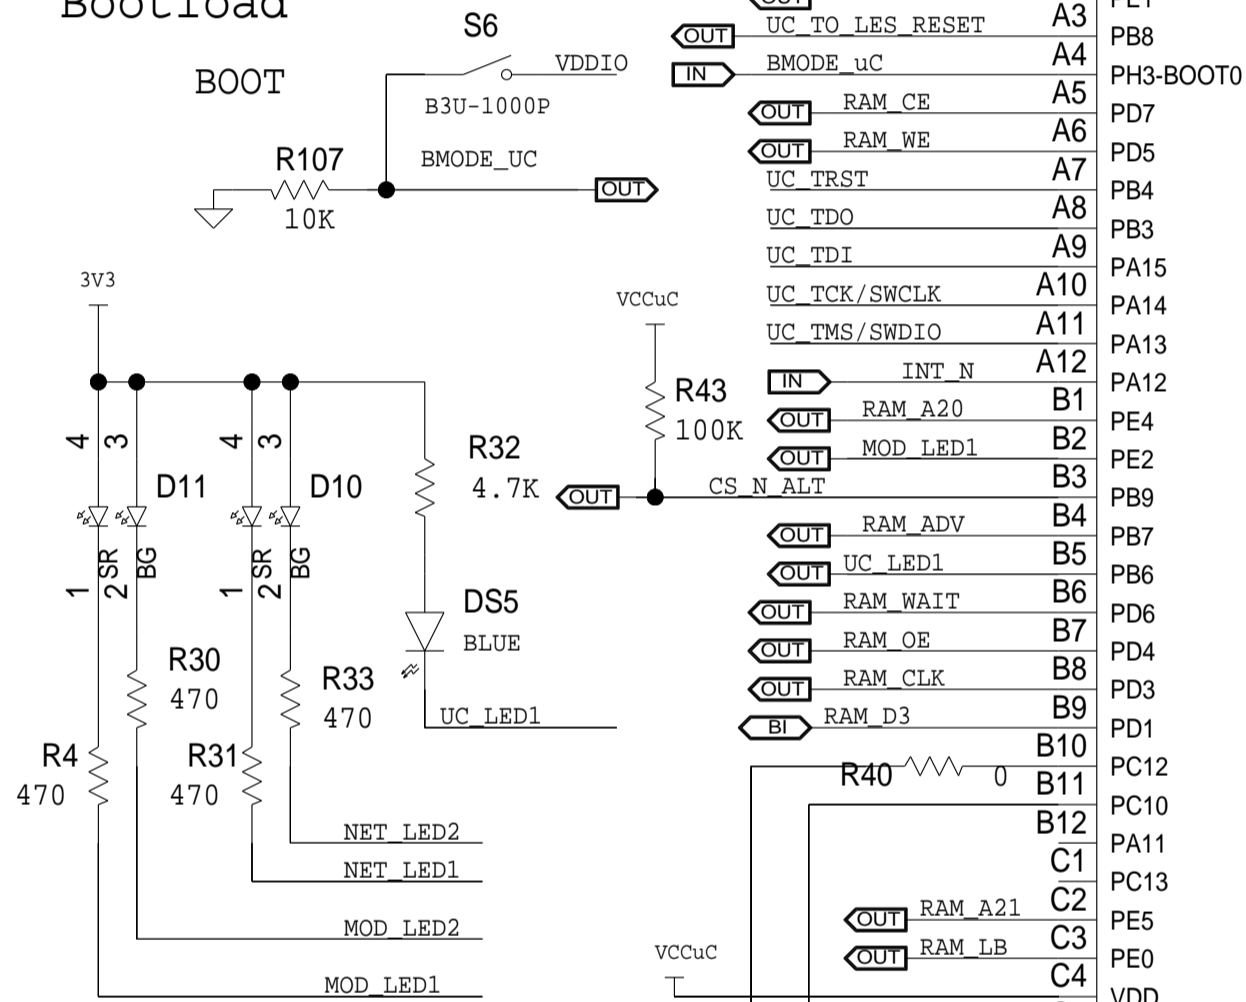 Bootload
BOOT
S6
VDDIO
B3U-1000P
R107
BMODE_UC
OUT
10K
3V3
4
3
4
3
D11
D10
R32
4.7K
1
SR
2
BG
1
SR
2
BG
DS5
BLUE
R30
470
R33
470
UC_LED1
R4
470
R31
470
NET_LED2
NET_LED1
MOD_LED2
MOD_LED1
VCCuC
R43
100K
OUT
CS_N_ALT B3 PB9
OUT UC_TO_LES_RESET A3 PB8
IN BMODE_uC A4 PH3-BOOT0
OUT RAM_CE A5 PD7
OUT RAM_WE A6 PD5
UC_TRST A7 PB4
UC_TDO A8 PB3
UC_TDI A9 PA15
UC_TCK/SWCLK A10 PA14
UC_TMS/SWDIO A11 PA13
IN INT_N A12 PA12
OUT RAM_A20 B1 PE4
OUT MOD_LED1 B2 PE2
OUT RAM_ADV B4 PB7
OUT UC_LED1 B5 PB6
OUT RAM_WAIT B6 PD6
OUT RAM_OE B7 PD4
OUT RAM_CLK B8 PD3
BI RAM_D3 B9 PD1
R40 0 B10 PC12
B11 PC10
B12 PA11
C1 PC13
OUT RAM_A21 C2 PE5
OUT RAM_LB C3 PE0
VCCuC C4 VDD